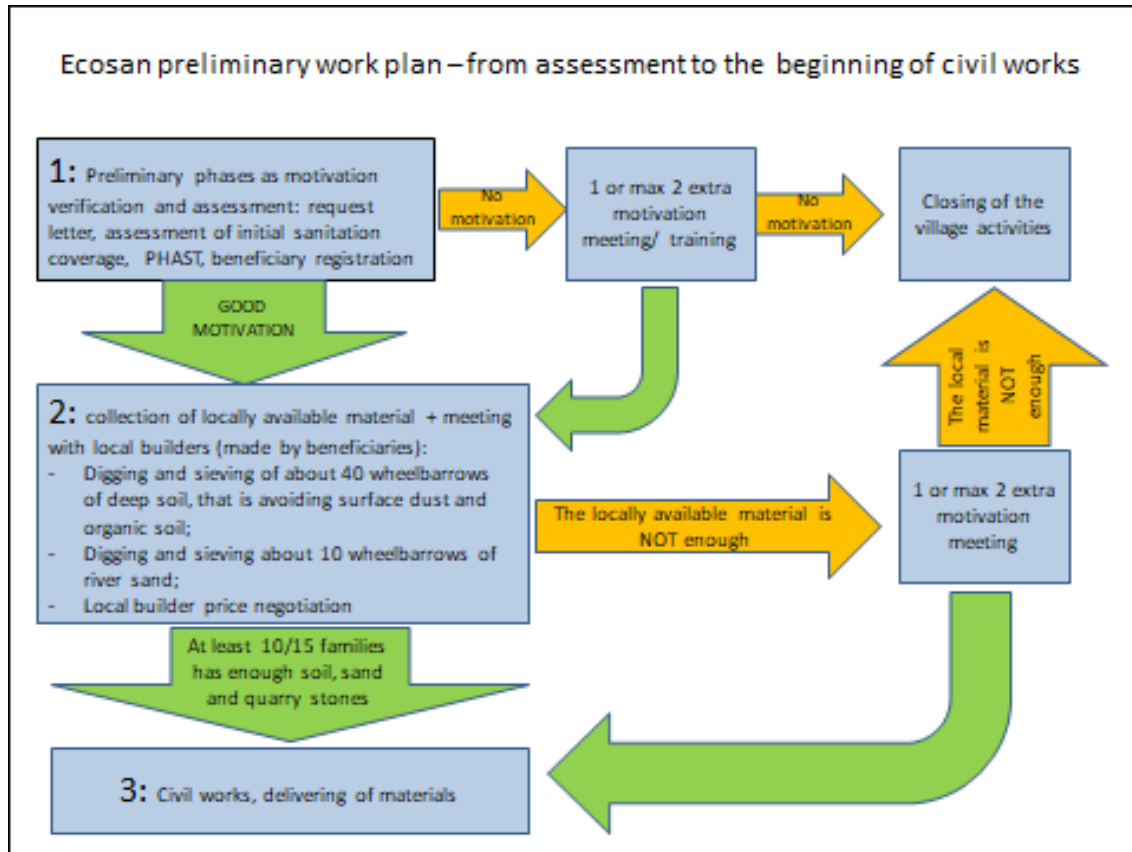 Ecosan preliminary work plan – from assessment to the beginning of civil works
1: Preliminary phases as motivation
verification and assessment: request
letter, assessment of initial sanitation
coverage, PHAST, beneficiary registration
No
motivation
1 or max 2 extra
motivation
meeting/ training
No
motivation
Closing of the
village activities
GOOD
MOTIVATION
The local
material is
NOT
enough
2: collection of locally available material + meeting
with local builders (made by beneficiaries):
- Digging and sieving of about 40 wheelbarrows
of deep soil, that is avoiding surface dust and
organic soil;
- Digging and sieving about 10 wheelbarrows of
river sand;
- Local builder price negotiation
The locally available material is
NOT enough
1 or max 2 extra
motivation
meeting
At least 10/15 families
has enough soil, sand
and quarry stones
3: Civil works, delivering of materials